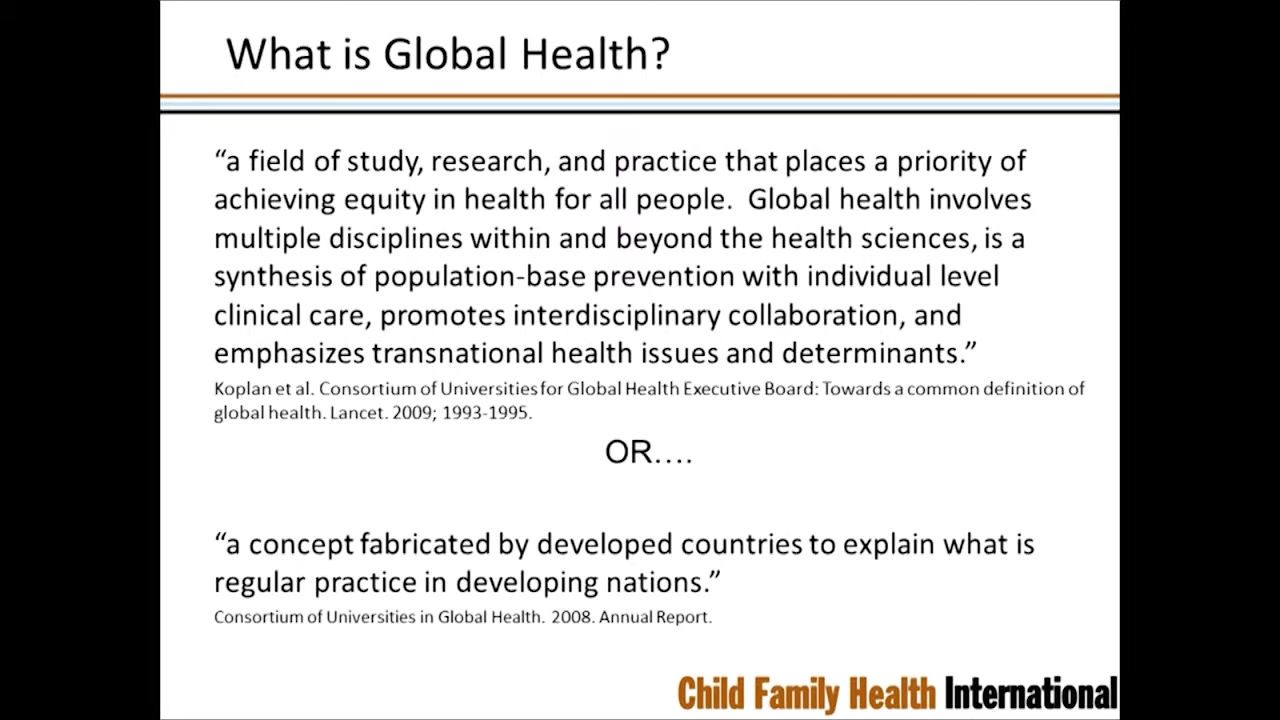 What is Global Health?
“a field of study, research, and practice that places a priority of
achieving equity in health for all people.  Global health involves
multiple disciplines within and beyond the health sciences, is a
synthesis of population-base prevention with individual level
clinical care, promotes interdisciplinary collaboration, and
emphasizes transnational health issues and determinants.”
Koplan et al. Consortium of Universities for Global Health Executive Board: Towards a common definition of
global health. Lancet. 2009; 1993-1995.
OR….
“a concept fabricated by developed countries to explain what is
regular practice in developing nations.”
Consortium of Universities in Global Health. 2008. Annual Report.
Child Family Health International